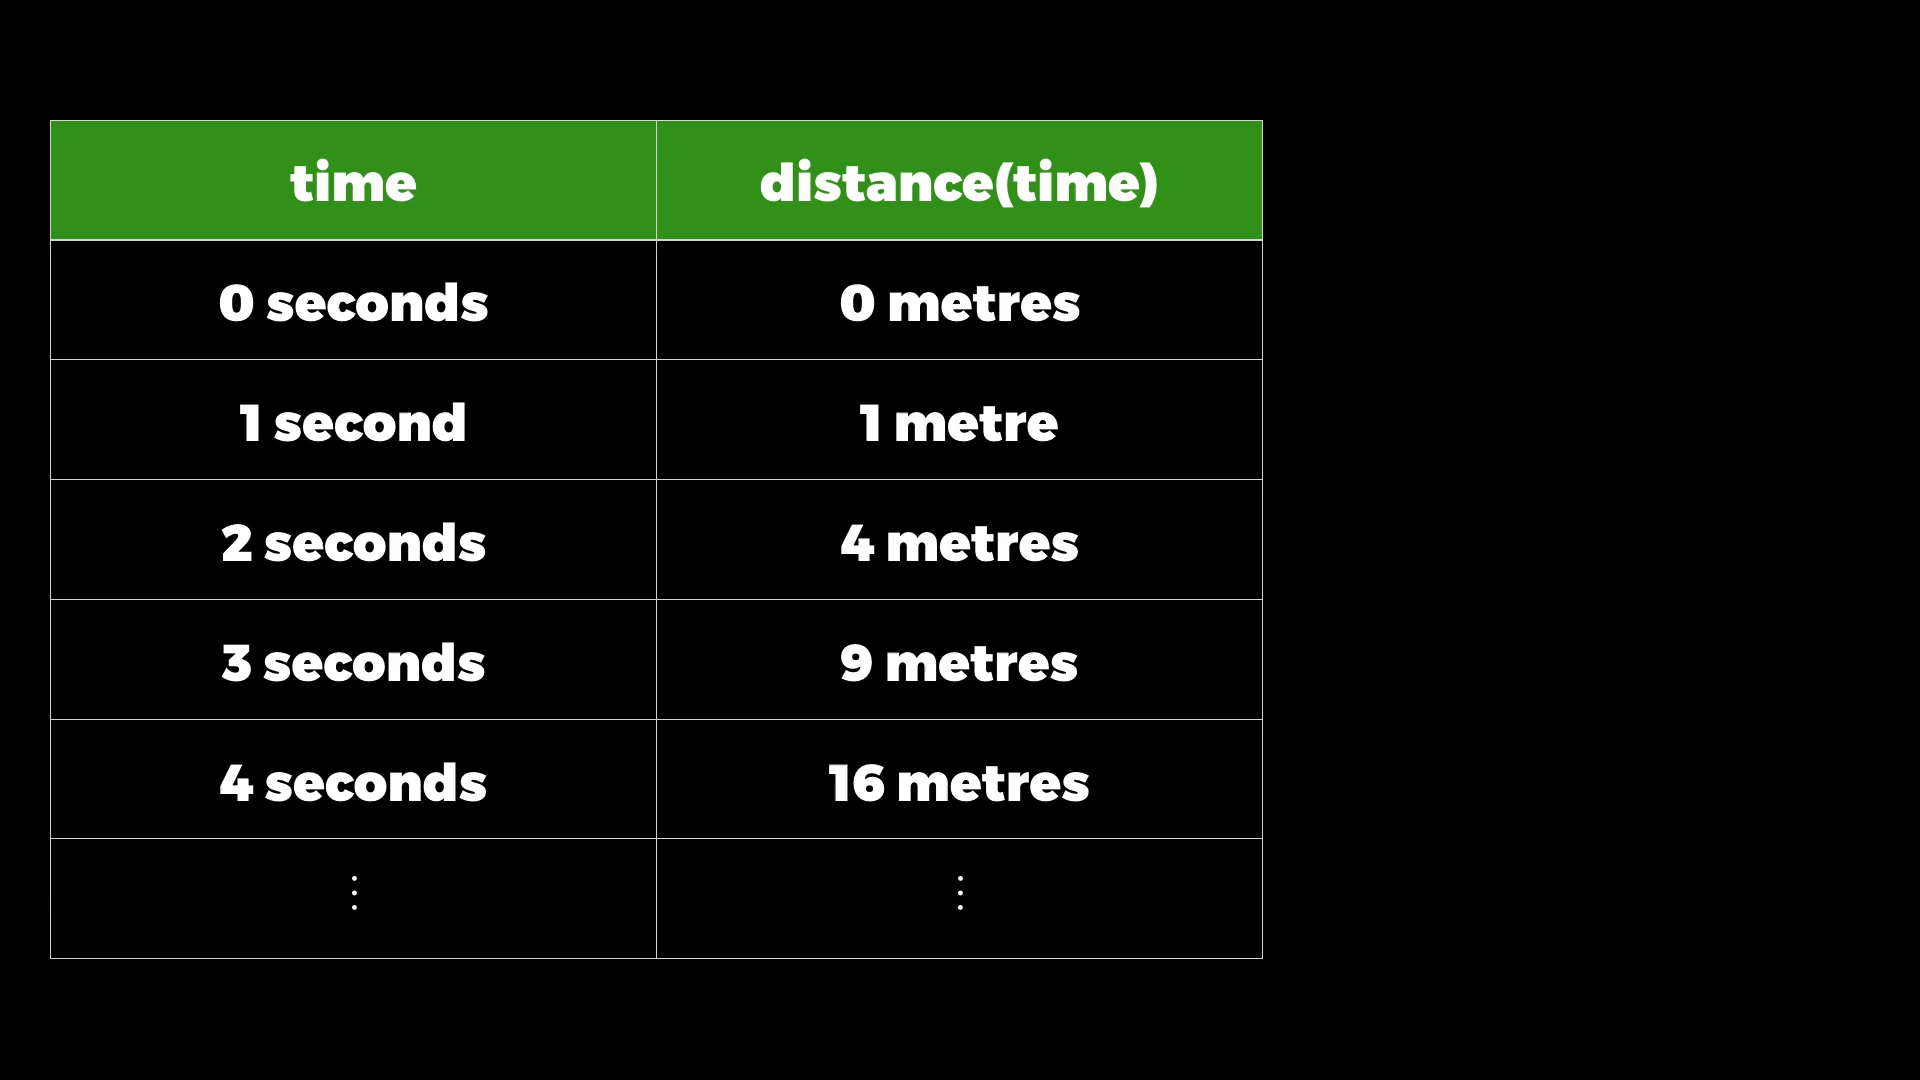 time distance(time)
0 seconds 0 metres
1 second 1 metre
2 seconds 4 metres
3 seconds 9 metres
4 seconds 16 metres
⋮ ⋮